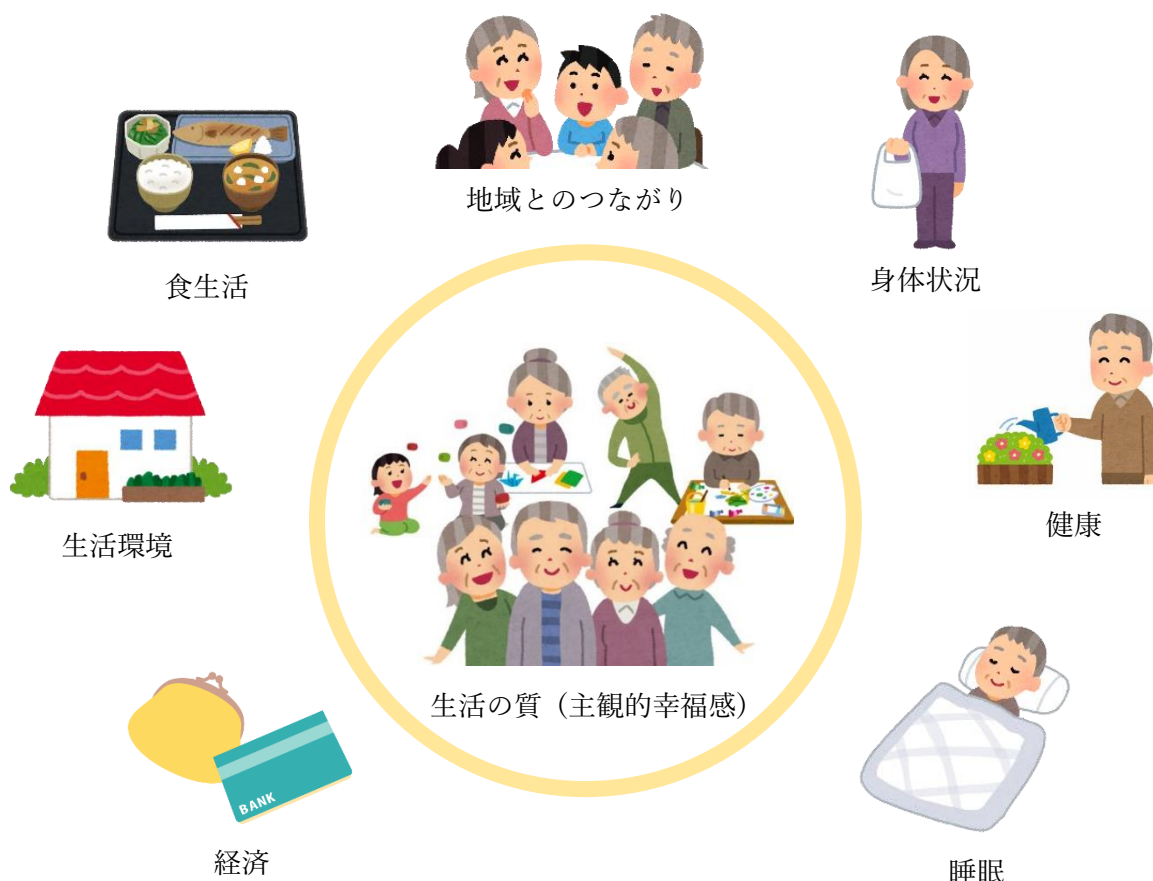 地域とのつながり
食生活
身体状況
生活環境
健康
生活の質（主観的幸福感）
BANK
経済
睡眠